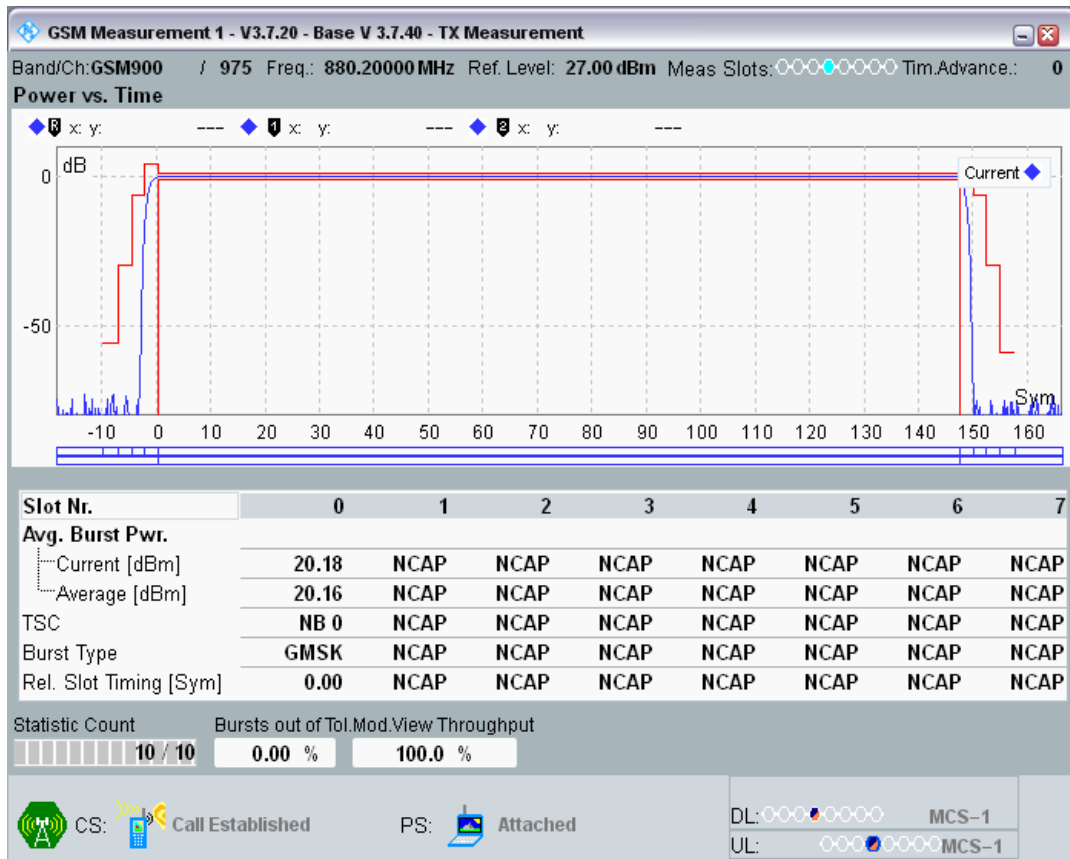 GSM Measurement 1 - V3.7.20 - Base V 3.7.40 - TX Measurement
Band/Ch:GSM900 / 975 Freq.: 880.20000 MHz Ref. Level: 27.00 dBm Meas Slots: Tim.Advance.: 0
Power vs. Time
R x: y: --- 1 x: y: --- 2 x: y: ---
dB
Current
0
-50
Sym
-10 0 10 20 30 40 50 60 70 80 90 100 110 120 130 140 150 160
Slot Nr. 0 1 2 3 4 5 6 7
Avg. Burst Pwr.
Current [dBm] 20.18 NCAP NCAP NCAP NCAP NCAP NCAP NCAP
Average [dBm] 20.16 NCAP NCAP NCAP NCAP NCAP NCAP NCAP
TSC NB 0 NCAP NCAP NCAP NCAP NCAP NCAP NCAP
Burst Type GMSK NCAP NCAP NCAP NCAP NCAP NCAP NCAP
Rel. Slot Timing [Sym] 0.00 NCAP NCAP NCAP NCAP NCAP NCAP NCAP
Statistic Count Bursts out of Tol.Mod.View Throughput
10 / 10 0.00 % 100.0 %
CS: Call Established PS: Attached
DL: MCS-1
UL: MCS-1